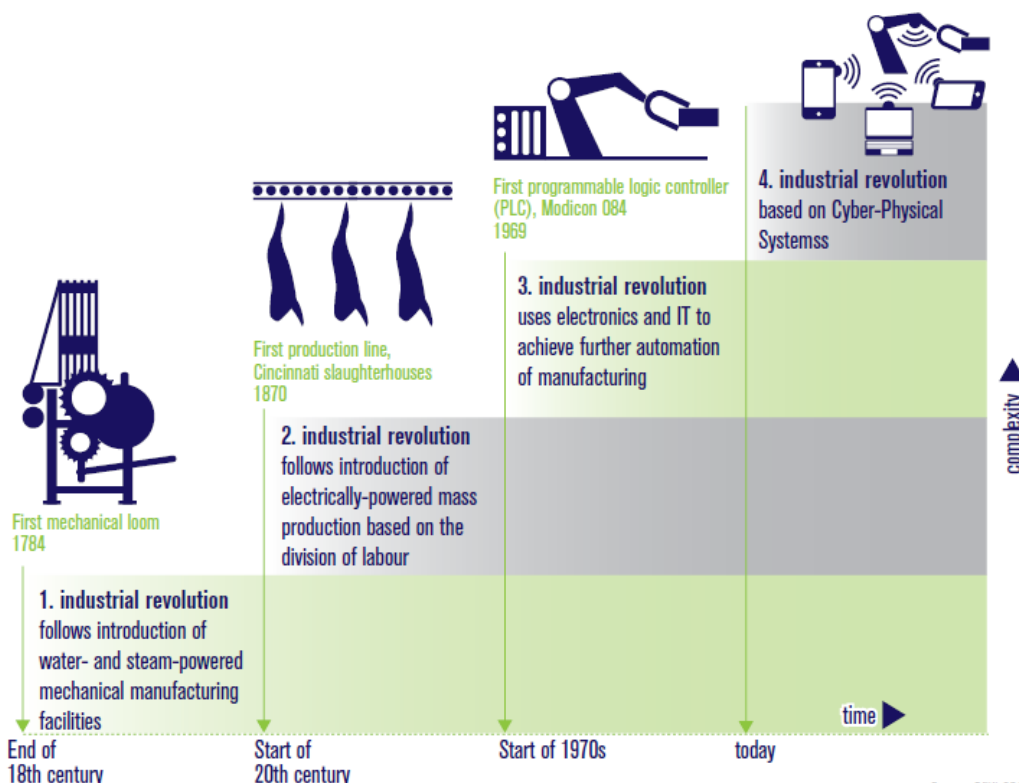 4. industrial revolution
based on Cyber-Physical
Systemss
First programmable logic controller
(PLC), Modicon 084
1969
3. industrial revolution
uses electronics and IT to
achieve further automation
of manufacturing
First production line,
Cincinnati slaughterhouses
1870
2. industrial revolution
follows introduction of
electrically-powered mass
production based on the
division of labour
First mechanical loom
1784
1. industrial revolution
follows introduction of
water- and steam-powered
mechanical manufacturing
facilities
complexity
time
End of
18th century
Start of
20th century
Start of 1970s
today